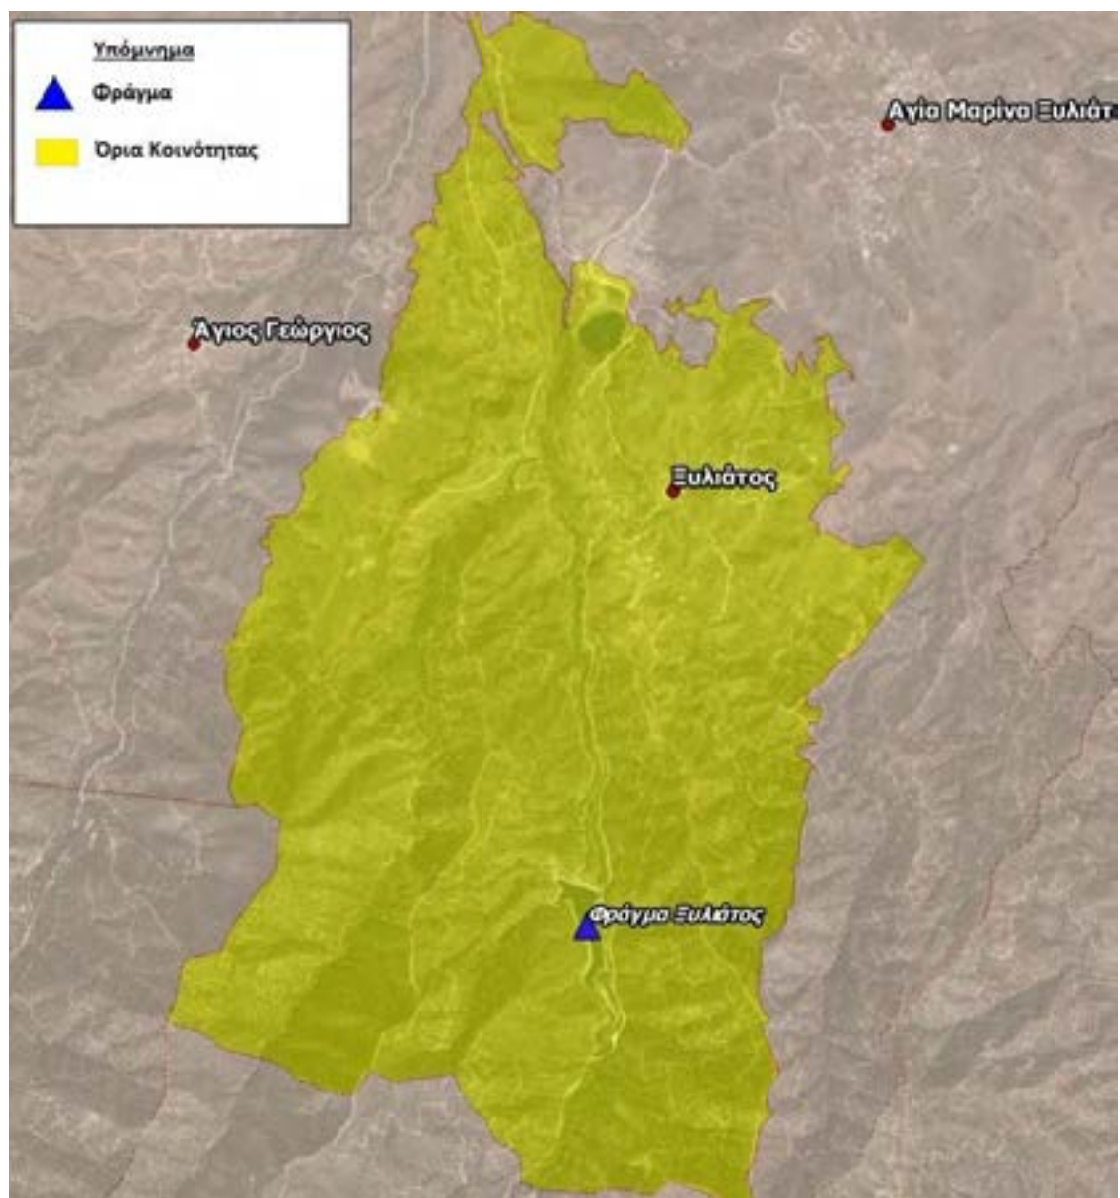 Υπόμνημα
Φράγμα
Όρια Κοινότητας
Αγία Μαρίνα Ξυλιάτ
Άγιος Γεώργιος
Ξυλιάτος
Φράγμα Ξυλιάτος